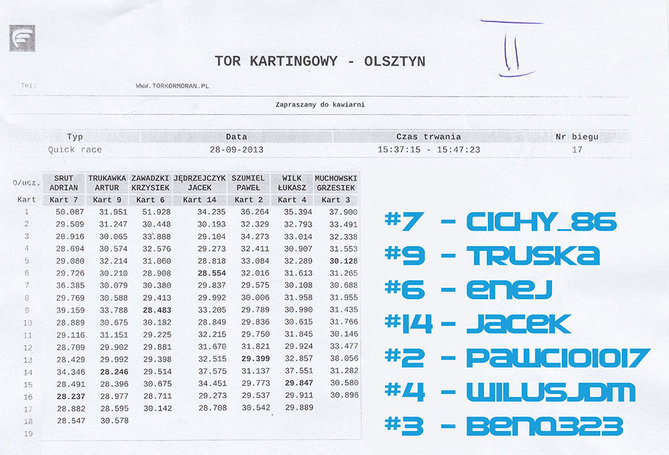 II
TOR KARTINGOWY - OLSZTYN
Tel: WWW.TORKORMORAN.PL
Zapraszamy do kawiarni
Typ Data Czas trwania Nr biegu
Quick race 28-09-2013 15:37:15 - 15:47:23 17
O/ucz. SRUT TRUKAWKA ZAWADZKI JĘDRZEJCZYK SZUMIEL WILK MUCHOWSKI
ADRIAN ARTUR KRZYSIEK JACEK PAWEŁ ŁUKASZ GRZESIEK
Kart Kart 7 Kart 9 Kart 6 Kart 14 Kart 2 Kart 4 Kart 3
1 50.087 31.951 51.928 34.235 36.264 35.394 37.900
2 29.509 31.247 30.448 30.193 32.329 32.793 33.491
3 28.916 30.065 33.888 29.104 34.273 33.014 32.338
4 28.694 30.574 32.576 29.273 32.411 30.907 31.553
5 29.080 32.214 31.060 28.818 33.084 32.289 30.128
6 29.726 30.210 28.908 28.554 32.016 31.613 31.265
7 36.385 30.079 30.380 29.837 29.575 30.108 30.688
8 29.769 30.588 29.413 29.992 30.006 31.958 31.955
9 39.159 33.788 28.483 33.205 29.789 30.990 31.435
10 28.889 30.675 30.182 28.849 29.836 30.615 31.766
11 29.116 31.151 29.225 32.215 29.750 31.845 30.146
12 28.709 29.902 29.881 31.670 31.821 29.924 33.477
13 28.429 29.992 29.398 32.515 29.399 32.857 38.056
14 34.346 28.246 29.514 37.575 31.137 37.551 31.282
15 28.491 28.396 30.675 34.451 29.773 29.847 30.580
16 28.237 28.977 28.711 29.273 29.537 29.911 30.896
17 28.882 28.595 30.142 28.708 30.542 29.889
18 28.547 30.578
19
#7 - CICHY_86
#9 - TRUSKA
#6 - ENEJ
#14 - JACEK
#2 - PAWCIO1017
#4 - WILUSJDM
#3 - BENQ323